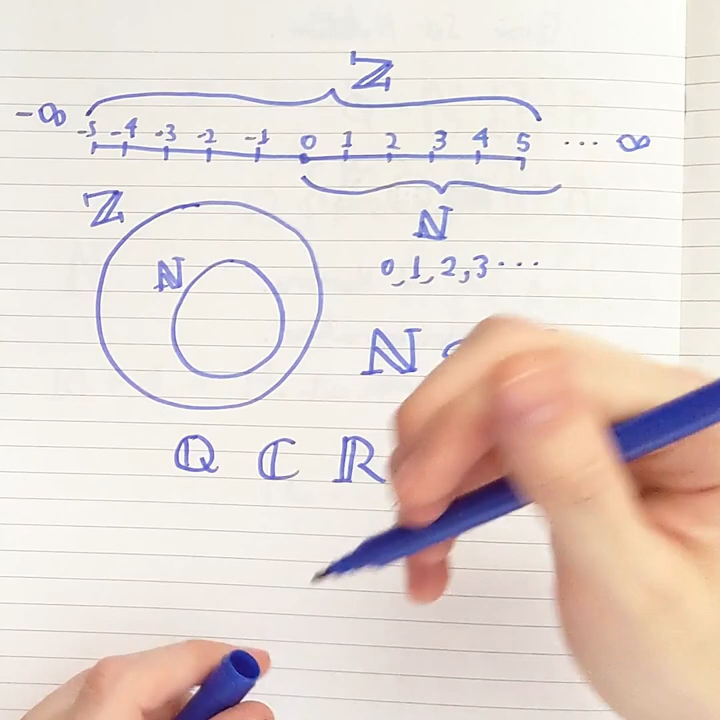 ℤ
-∞ -5 -4 -3 -2 -1 0 1 2 3 4 5 ... ∞
ℤ
ℕ
ℕ
0,1,2,3...
ℕ
ℚ ℂ ℝ